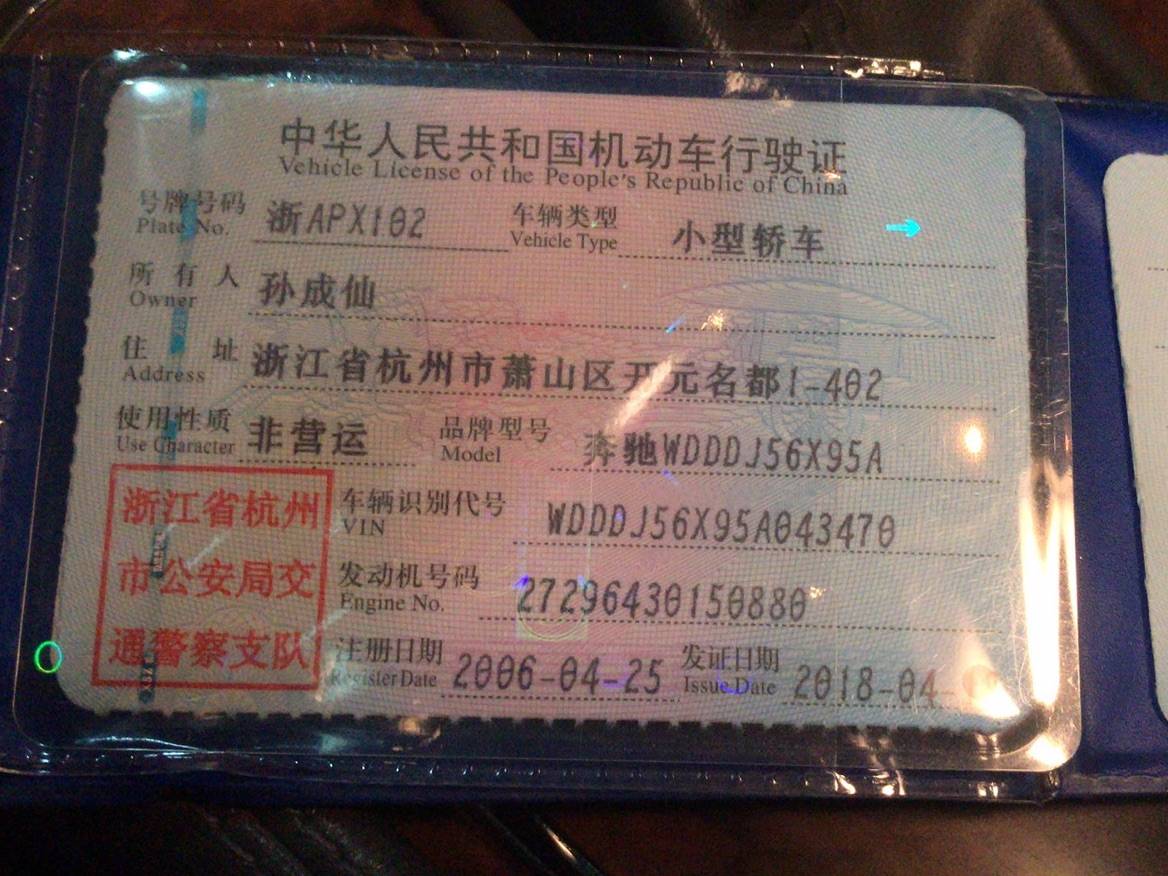 中华人民共和国机动车行驶证
Vehicle License of the People's Republic of China
号牌号码 浙APX102 车辆类型 小型轿车
Plate No. Vehicle Type
所有人 孙成仙
Owner
住址 浙江省杭州市萧山区开元名都1-402
Address
使用性质 非营运 品牌型号 奔驰WDDDJ56X95A
Use Character Model
浙江省杭州
市公安局交
通警察支队
车辆识别代号 WDDDJ56X95A043470
VIN
发动机号码 27296430150880
Engine No.
注册日期 2006-04-25 发证日期 2018-04-
Register Date Issue Date